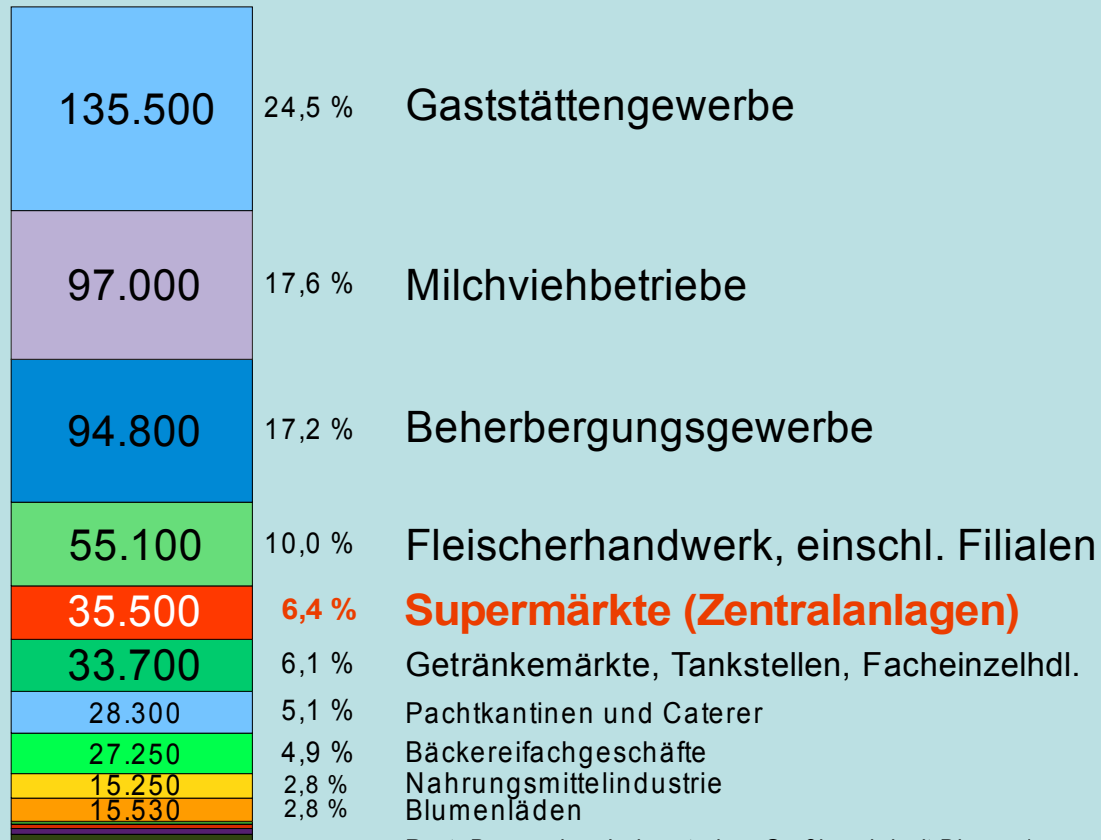 135.500 24,5 % Gaststättengewerbe
97.000 17,6 % Milchviehbetriebe
94.800 17,2 % Beherbergungsgewerbe
55.100 10,0 % Fleischerhandwerk, einschl. Filialen
35.500 6,4 % Supermärkte (Zentralanlagen)
33.700 6,1 % Getränkemärkte, Tankstellen, Facheinzelhdl.
28.300 5,1 % Pachtkantinen und Caterer
27.250 4,9 % Bäckereifachgeschäfte
15.250 2,8 % Nahrungsmittelindustrie
15.530 2,8 % Blumenläden